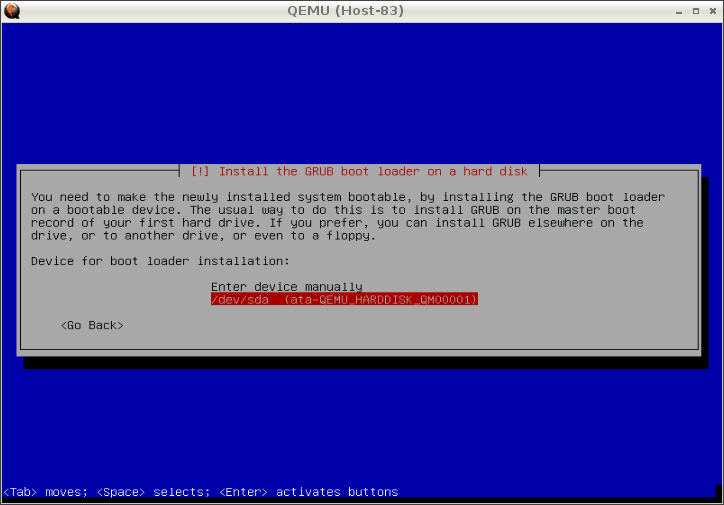 QEMU (Host-83)
[!] Install the GRUB boot loader on a hard disk
You need to make the newly installed system bootable, by installing the GRUB boot loader
on a bootable device. The usual way to do this is to install GRUB on the master boot
record of your first hard drive. If you prefer, you can install GRUB elsewhere on the
drive, or to another drive, or even to a floppy.
Device for boot loader installation:
Enter device manually
/dev/sda  (ata-QEMU_HARDDISK_QM00001)
<Go Back>
<Tab> moves; <Space> selects; <Enter> activates buttons